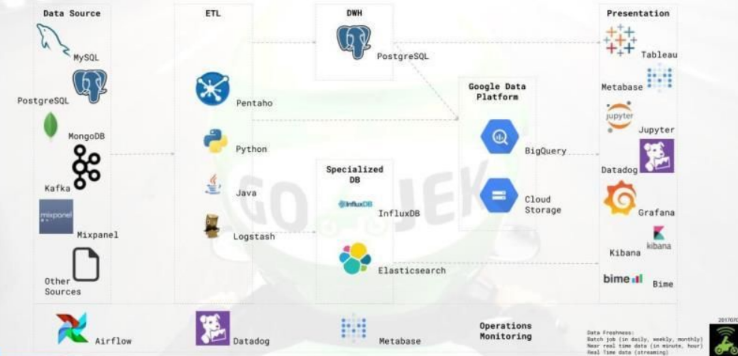 Data Source
MySQL
PostgreSQL
MongoDB
Kafka
mixpanel
Mixpanel
Other
Sources
ETL
Pentaho
Python
Java
Logstash
DWH
PostgreSQL
Specialized
DB
InfluxDB
InfluxDB
Elasticsearch
Google Data
Platform
BigQuery
Cloud
Storage
Presentation
Tableau
Metabase
jupyter
Jupyter
Datadog
Grafana
kibana
Kibana
bime
Bime
GO JEK
Airflow
Datadog
Metabase
Operations
Monitoring
Data Freshness:
Batch job (in daily, weekly, monthly)
Near real time data (in minute, hour)
Real Time data (streaming)